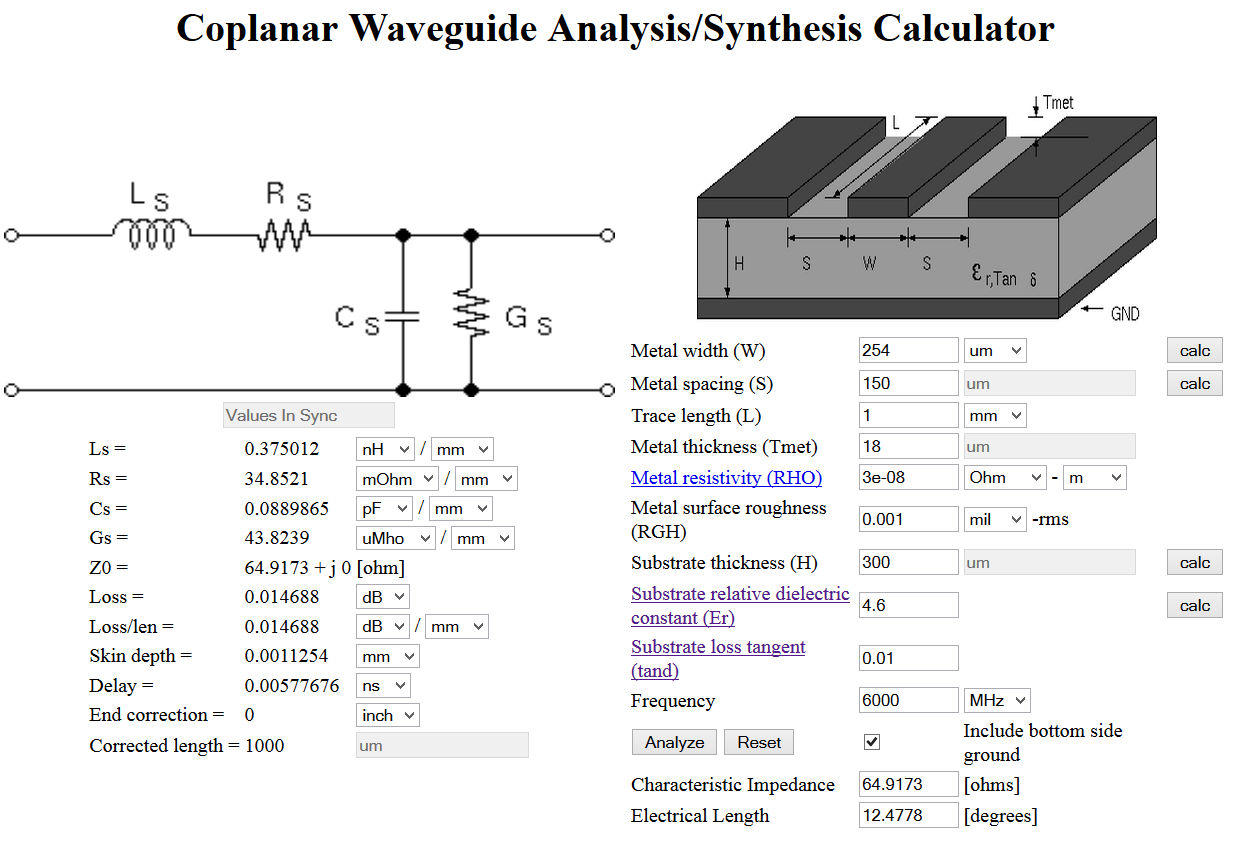 Coplanar Waveguide Analysis/Synthesis Calculator
L S
R S
C S
G S
Tmet
L
H
S
W
S
ε r,Tan δ
GND
Values In Sync
Ls = 0.375012 nH / mm
Rs = 34.8521 mOhm / mm
Cs = 0.0889865 pF / mm
Gs = 43.8239 uMho / mm
Z0 = 64.9173 + j 0 [ohm]
Loss = 0.014688 dB
Loss/len = 0.014688 dB / mm
Skin depth = 0.0011254 mm
Delay = 0.00577676 ns
End correction = 0 inch
Corrected length = 1000 um
Metal width (W) 254 um calc
Metal spacing (S) 150 um calc
Trace length (L) 1 mm
Metal thickness (Tmet) 18 um
Metal resistivity (RHO) 3e-08 Ohm - m
Metal surface roughness
(RGH) 0.001 mil -rms
Substrate thickness (H) 300 um calc
Substrate relative dielectric
constant (Er) 4.6 calc
Substrate loss tangent
(tand) 0.01
Frequency 6000 MHz
Analyze Reset Include bottom side
ground
Characteristic Impedance 64.9173 [ohms]
Electrical Length 12.4778 [degrees]